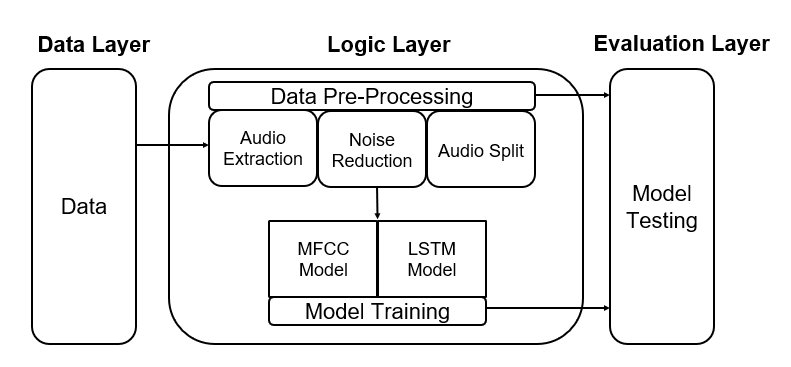 Data Layer
Logic Layer
Evaluation Layer
Data
Data Pre-Processing
Audio
Extraction
Noise
Reduction
Audio Split
MFCC
Model
LSTM
Model
Model Training
Model
Testing